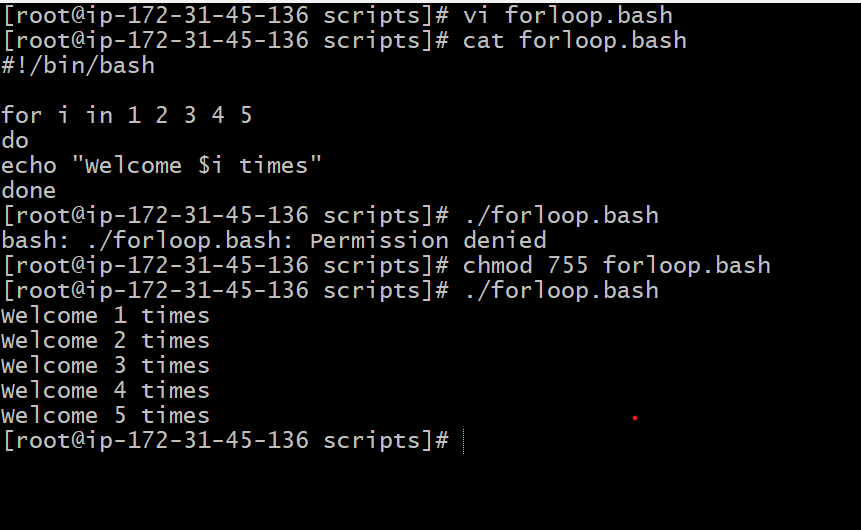 [root@ip-172-31-45-136 scripts]# vi forloop.bash
[root@ip-172-31-45-136 scripts]# cat forloop.bash
#!/bin/bash
for i in 1 2 3 4 5
do
echo "Welcome $i times"
done
[root@ip-172-31-45-136 scripts]# ./forloop.bash
bash: ./forloop.bash: Permission denied
[root@ip-172-31-45-136 scripts]# chmod 755 forloop.bash
[root@ip-172-31-45-136 scripts]# ./forloop.bash
Welcome 1 times
Welcome 2 times
Welcome 3 times
Welcome 4 times
Welcome 5 times
[root@ip-172-31-45-136 scripts]#